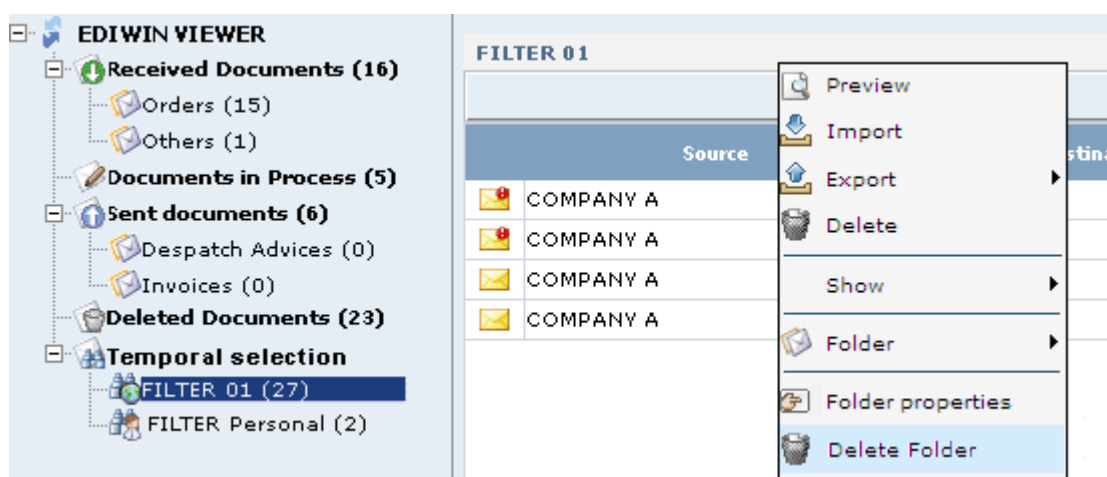 EDIWIN VIEWER
Received Documents (16)
Orders (15)
Others (1)
Documents in Process (5)
Sent documents (6)
Despatch Advices (0)
Invoices (0)
Deleted Documents (23)
Temporal selection
FILTER 01 (27)
FILTER Personal (2)
FILTER 01
Source
COMPANY A
COMPANY A
COMPANY A
COMPANY A
Preview
Import
Export
Delete
Show
Folder
Folder properties
Delete Folder